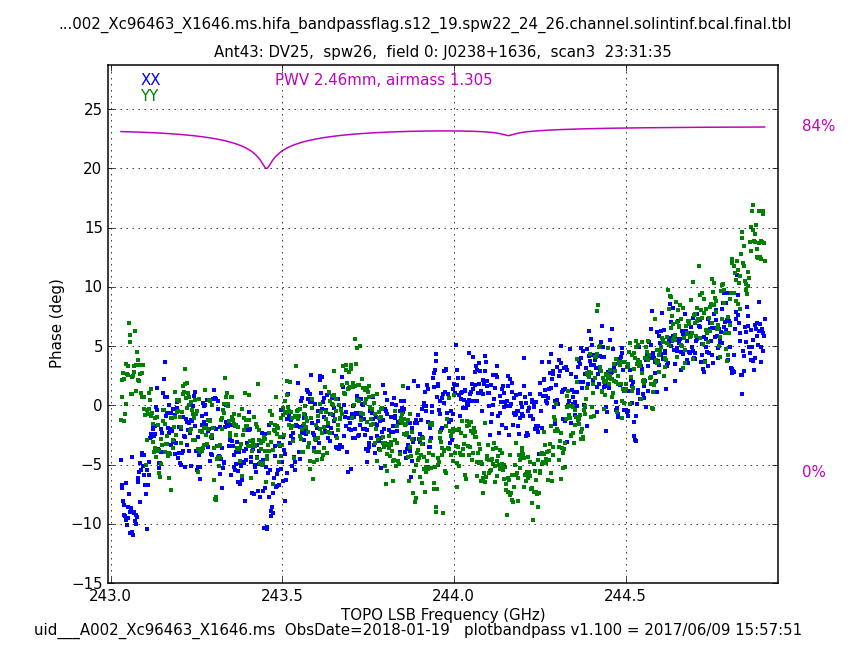 ...002_Xc96463_X1646.ms.hifa_bandpassflag.s12_19.spw22_24_26.channel.solintinf.bcal.final.tbl
Ant43: DV25, spw26, field 0: J0238+1636, scan3 23:31:35
XX
PWV 2.46mm, airmass 1.305
YY
25
84%
20
15
10
5
0
−5
0%
−10
−15
Phase (deg)
243.0 243.5 244.0 244.5
TOPO LSB Frequency (GHz)
uid___A002_Xc96463_X1646.ms ObsDate=2018-01-19 plotbandpass v1.100 = 2017/06/09 15:57:51